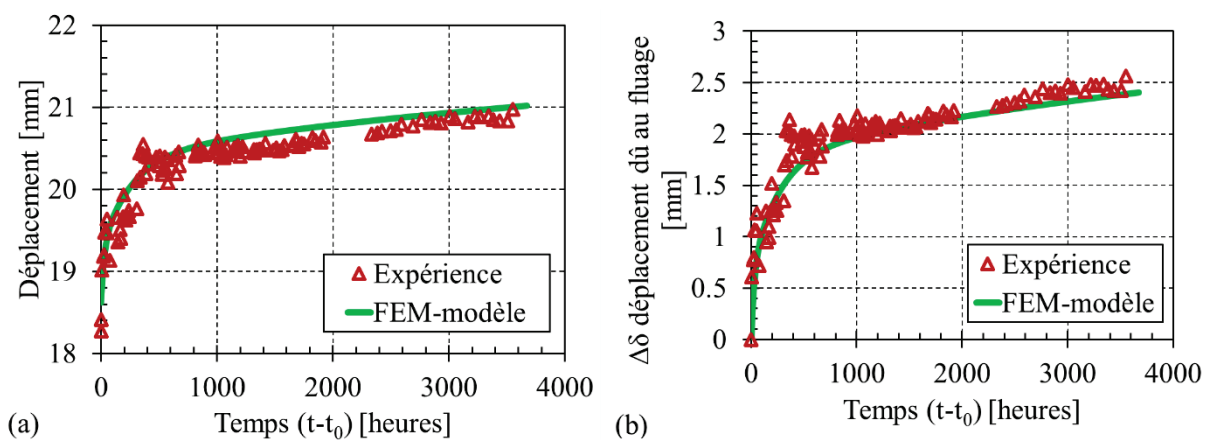 22
21
20
19
18
Déplacement [mm]
0
1000
2000
3000
4000
Temps (t-t0) [heures]
Expérience
FEM-modèle
(a)
3
2.5
2
1.5
1
0.5
0
Δδ déplacement dû au fluage
[mm]
0
1000
2000
3000
4000
Temps (t-t0) [heures]
Expérience
FEM-modèle
(b)